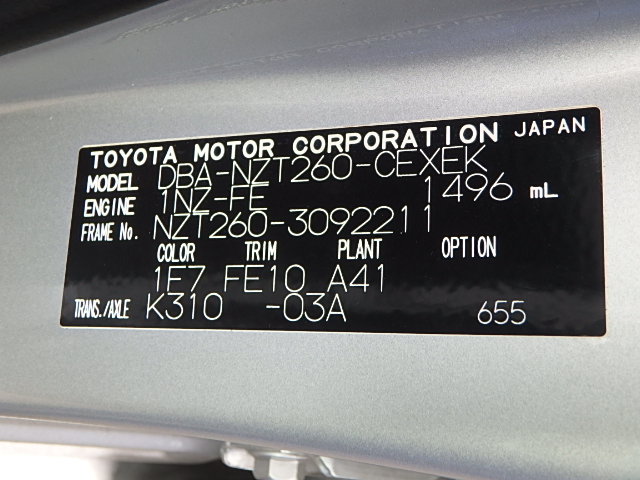 TOYOTA MOTOR CORPORATION JAPAN
MODEL DBA-NZT260-CEXEK
ENGINE 1NZ-FE 1496 mL
FRAME No. NZT260-3092211
COLOR TRIM PLANT OPTION
1F7 FE10 A41
TRANS./AXLE K310 -03A 655